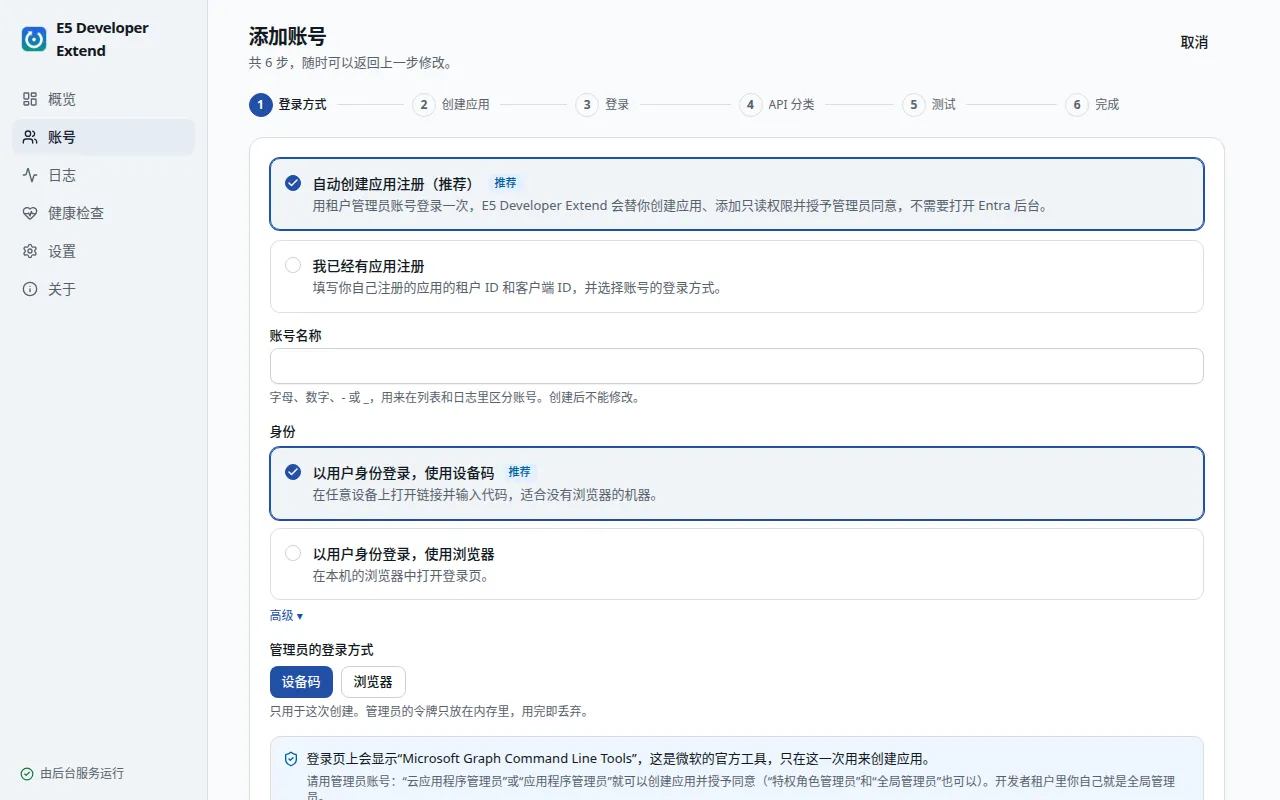 E5 Developer
Extend
概览
账号
日志
健康检查
设置
关于
由后台服务运行
添加账号
取消
共 6 步，随时可以返回上一步修改。
1 登录方式
2 创建应用
3 登录
4 API 分类
5 测试
6 完成
自动创建应用注册（推荐） 推荐
用租户管理员账号登录一次，E5 Developer Extend 会替你创建应用、添加只读权限并授予管理员同意，不需要打开 Entra 后台。
我已经有应用注册
填写你自己注册的应用的租户 ID 和客户端 ID，并选择账号的登录方式。
账号名称
字母、数字、- 或 _，用来在列表和日志里区分账号。创建后不能修改。
身份
以用户身份登录，使用设备码 推荐
在任意设备上打开链接并输入代码，适合没有浏览器的机器。
以用户身份登录，使用浏览器
在本机的浏览器中打开登录页。
高级 ▾
管理员的登录方式
设备码
浏览器
只用于这次创建。管理员的令牌只放在内存里，用完即丢弃。
登录页上会显示“Microsoft Graph Command Line Tools”，这是微软的官方工具，只在这一次用来创建应用。
请用管理员账号：“云应用程序管理员”或“应用程序管理员”就可以创建应用并授予同意（“特权角色管理员”和“全局管理员”也可以）。开发者租户里你自己就是全局管理
员。